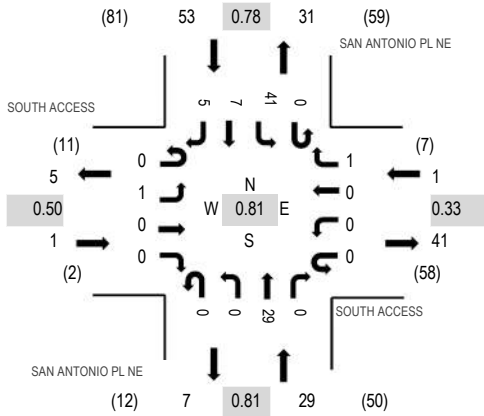 (81) 53 0.78 31 (59)
SAN ANTONIO PL NE
5 7 41 0
SOUTH ACCESS
(11) 0 1 (7)
5 1 N 0 1
0.50 W 0.81 E 0.33
1 0 S 0 41
(2) 0 0 (58)
0 0 29 0
SOUTH ACCESS
SAN ANTONIO PL NE
(12) 7 0.81 29 (50)